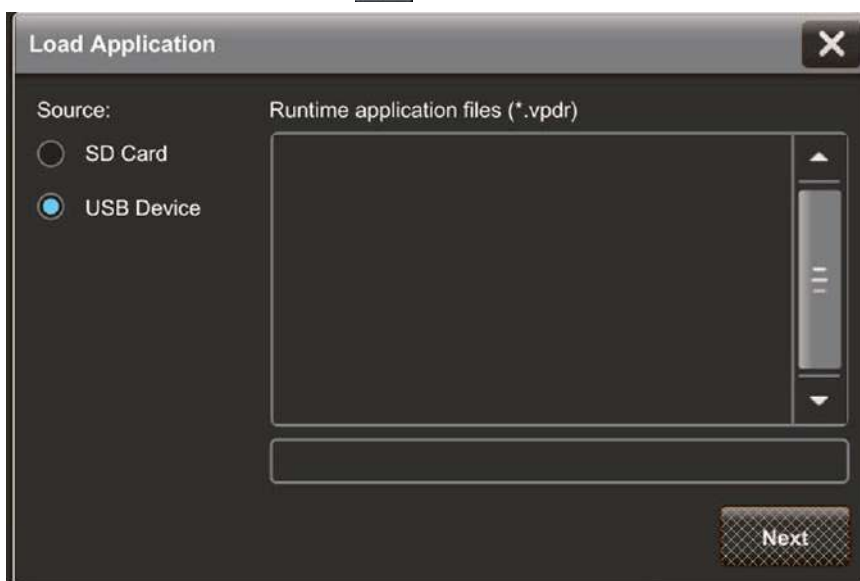 Load Application
Source:
Runtime application files (*.vpdr)
SD Card
USB Device
Next